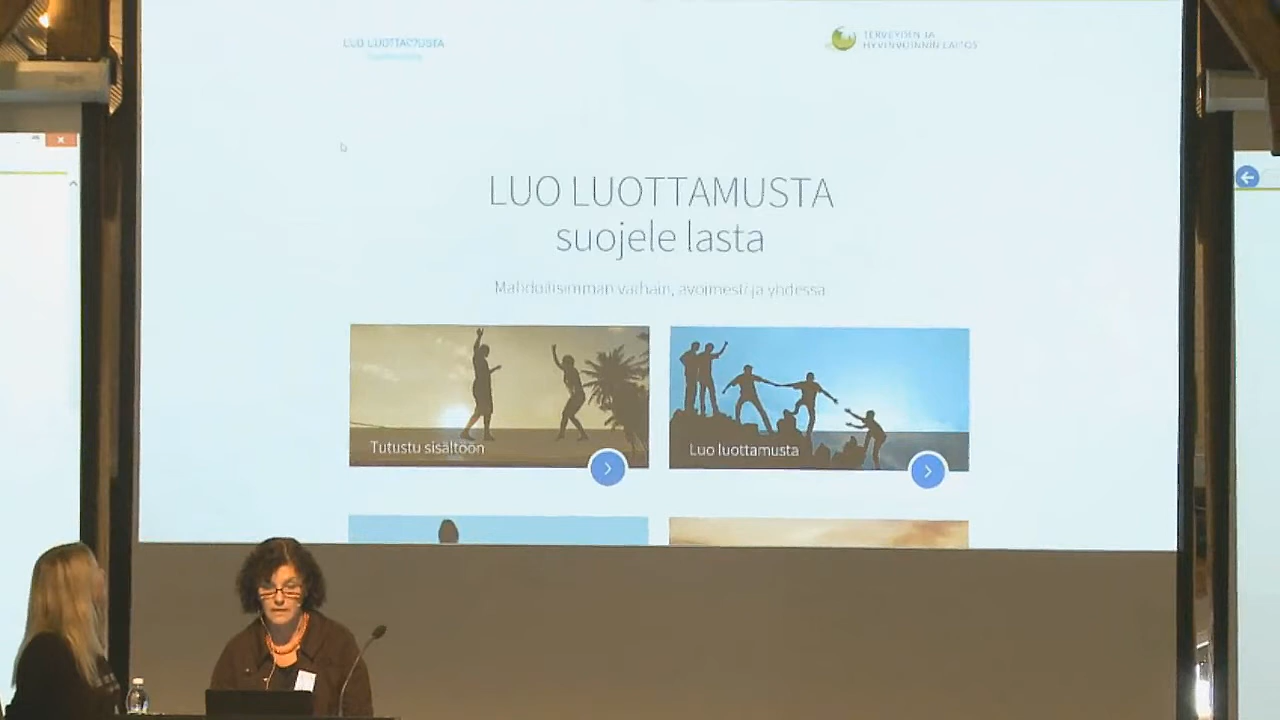 LUO LUOTTAMUSTA
TERVEYDEN JA
HYVINVOINNIN LAITOS
LUO LUOTTAMUSTA
suojele lasta
Mahdollisimman varhain, avoimesti ja yhdessä
Tutustu sisältöön
Luo luottamusta